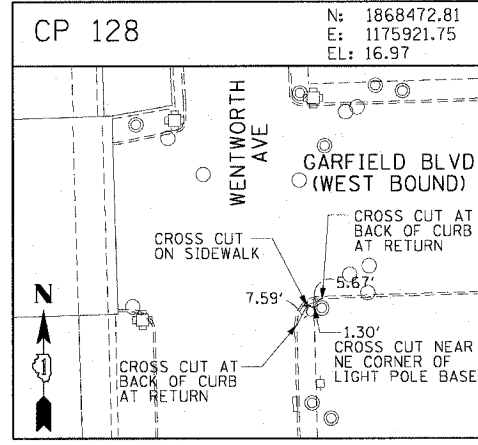 CP 128
N: 1868472.81
E: 1175921.75
EL: 16.97
WENTWORTH
AVE
GARFIELD BLVD
(WEST BOUND)
CROSS CUT
ON SIDEWALK
CROSS CUT AT
BACK OF CURB
AT RETURN
5.67'
7.59'
1.30'
CROSS CUT NEAR
NE CORNER OF
LIGHT POLE BASE
CROSS CUT AT
BACK OF CURB
AT RETURN
N
1